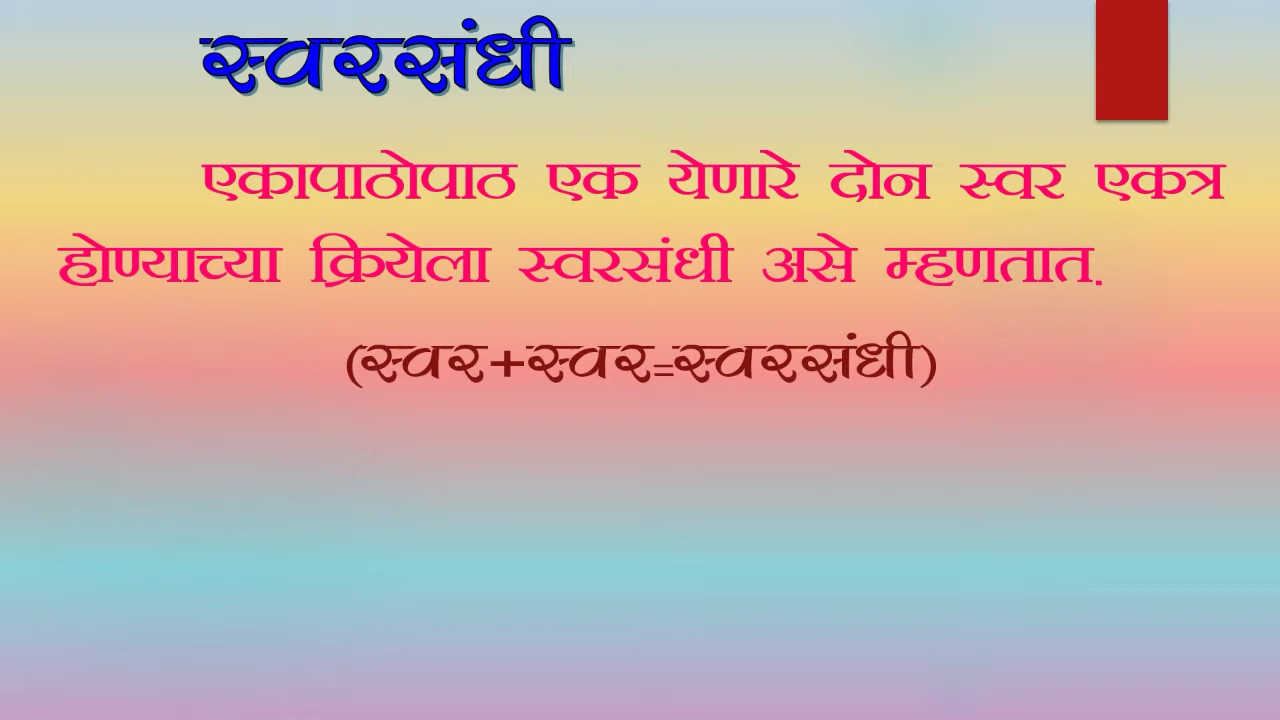 स्वरसंधी
एकापाठोपाठ एक येणारे दोन स्वर एकत्र
होण्याच्या क्रियेला स्वरसंधी असे म्हणतात.
(स्वर+स्वर=स्वरसंधी)